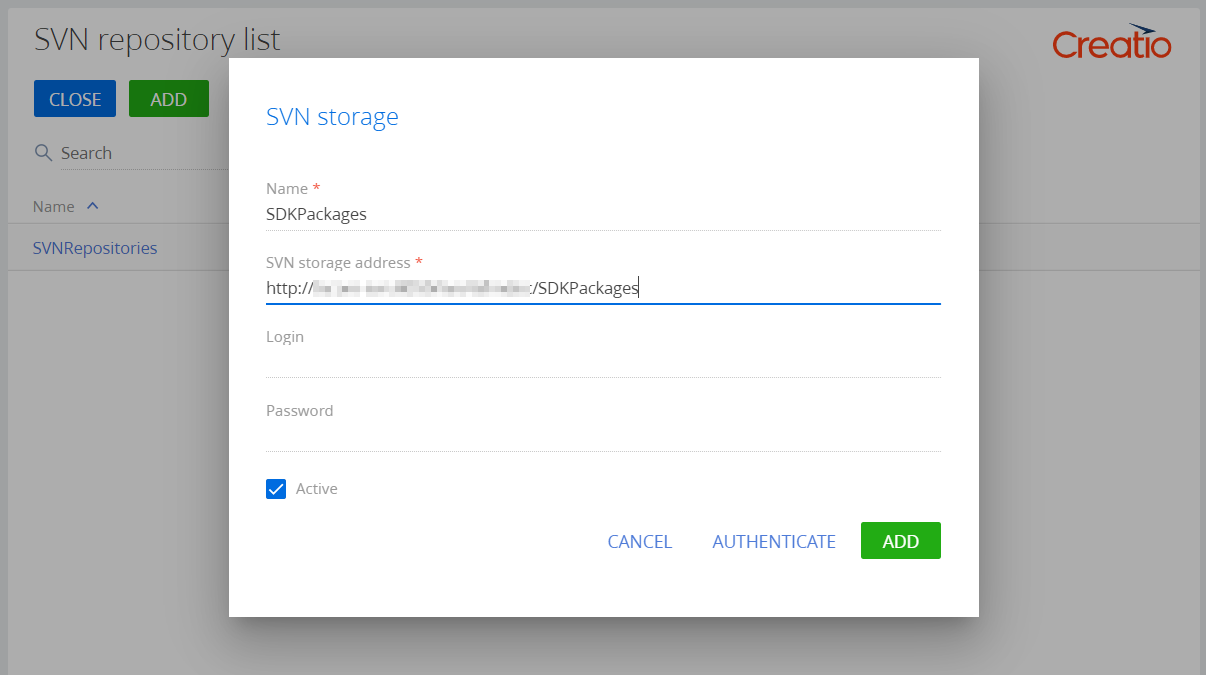 SVN repository list
Creatio
CLOSE ADD
Search
Name
SVNRepositories
SVN storage
Name *
SDKPackages
SVN storage address *
http:// /SDKPackages
Login
Password
Active
CANCEL AUTHENTICATE ADD